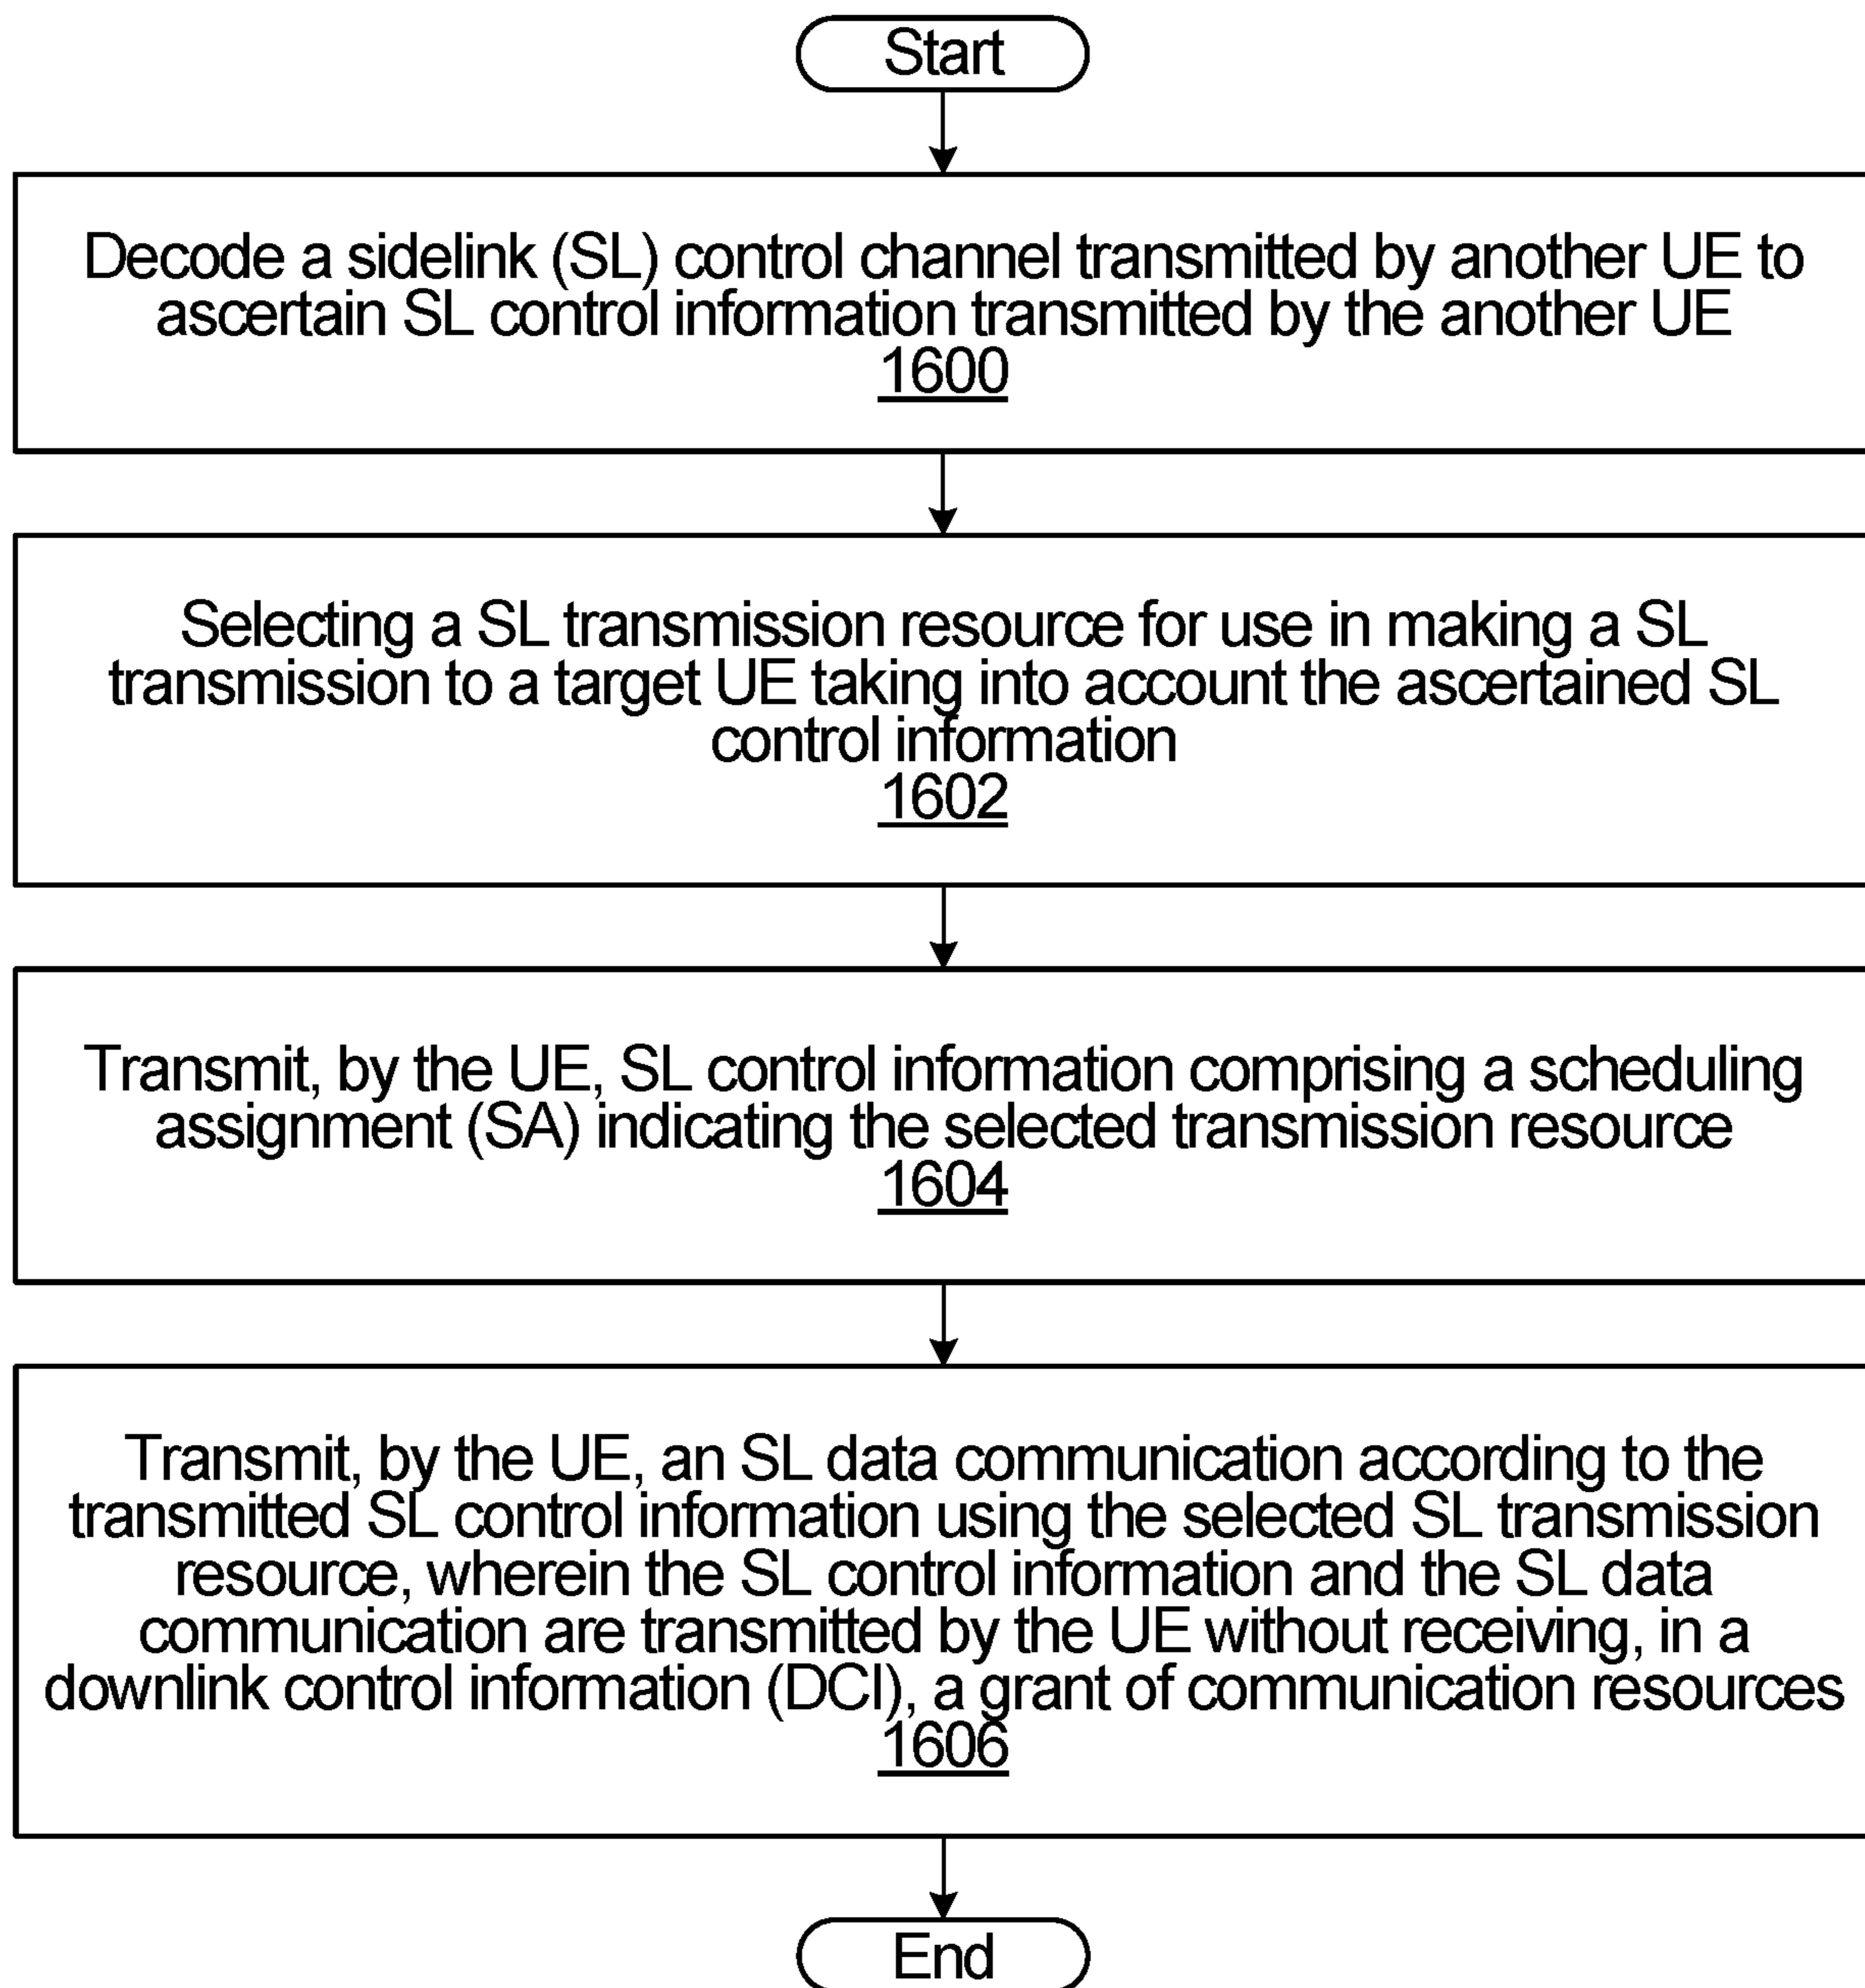 Start
Decode a sidelink (SL) control channel transmitted by another UE to
ascertain SL control information transmitted by the another UE
1600
Selecting a SL transmission resource for use in making a SL
transmission to a target UE taking into account the ascertained SL
control information
1602
Transmit, by the UE, SL control information comprising a scheduling
assignment (SA) indicating the selected transmission resource
1604
Transmit, by the UE, an SL data communication according to the
transmitted SL control information using the selected SL transmission
resource, wherein the SL control information and the SL data
communication are transmitted by the UE without receiving, in a
downlink control information (DCI), a grant of communication resources
1606
End